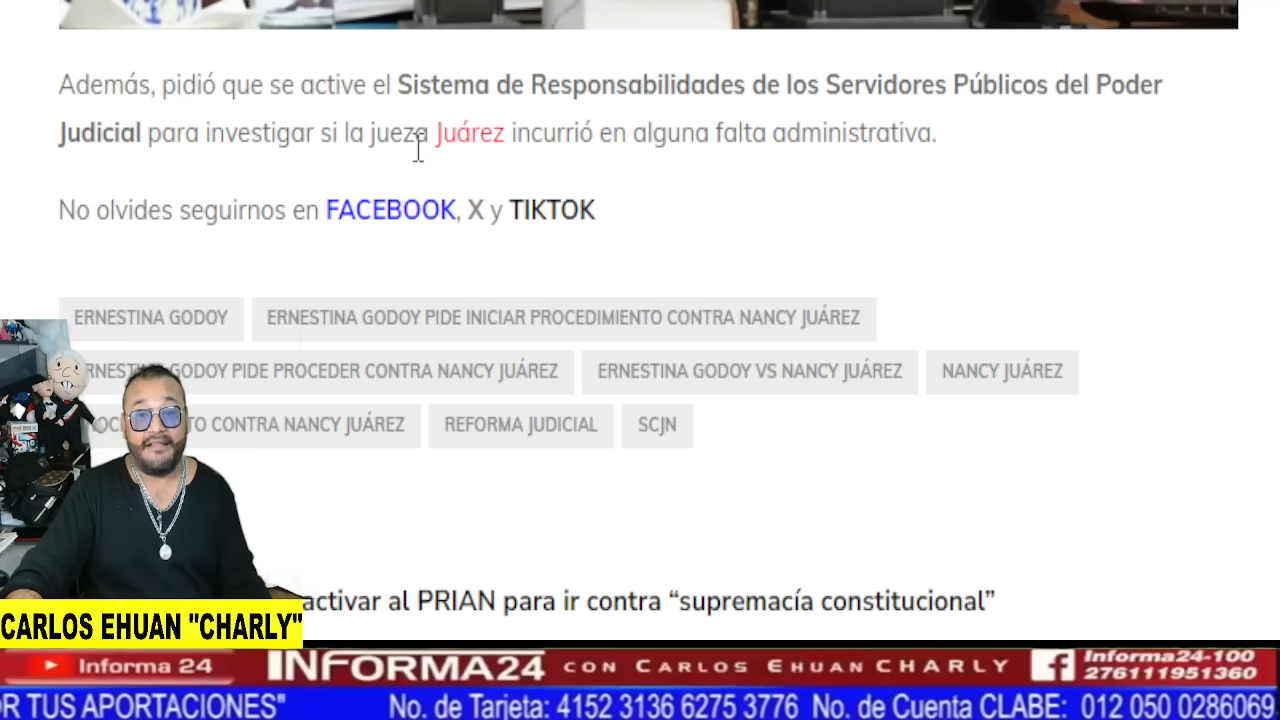 Además, pidió que se active el Sistema de Responsabilidades de los Servidores Públicos del Poder
Judicial para investigar si la jueza Juárez incurrió en alguna falta administrativa.
No olvides seguirnos en FACEBOOK, X y TIKTOK
ERNESTINA GODOY ERNESTINA GODOY PIDE INICIAR PROCEDIMIENTO CONTRA NANCY JUÁREZ
GODOY PIDE PROCEDER CONTRA NANCY JUÁREZ ERNESTINA GODOY VS NANCY JUÁREZ NANCY JUÁREZ
CONTRA NANCY JUÁREZ REFORMA JUDICIAL SCJN
activar al PRIAN para ir contra “supremacía constitucional”
CARLOS EHUAN "CHARLY"
Informa 24 INFORMA24 CON CARLOS EHUAN CHARLY Informa24-100
276111951360
R TUS APORTACIONES" No. de Tarjeta: 4152 3136 6275 3776 No. de Cuenta CLABE: 012 050 0286069